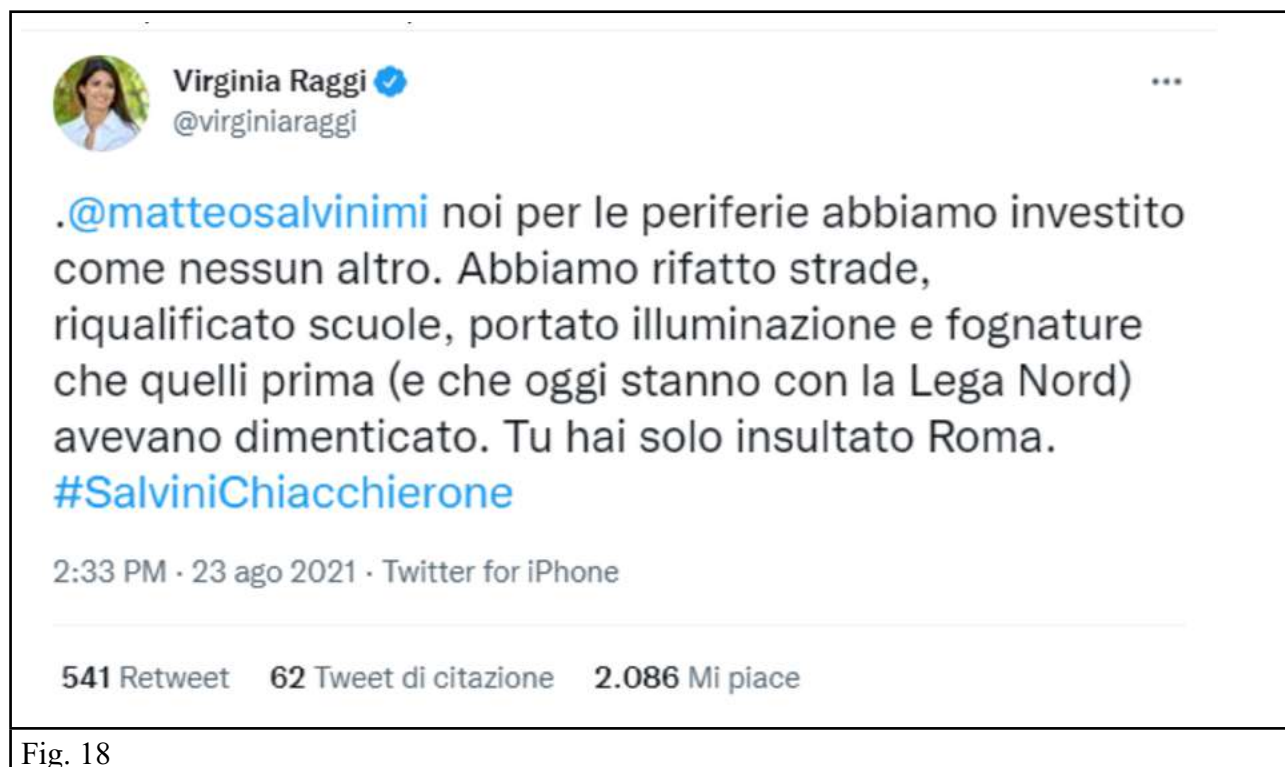 Virginia Raggi
@virginiaraggi
.@matteosalvinimi noi per le periferie abbiamo investito
come nessun altro. Abbiamo rifatto strade,
riqualificato scuole, portato illuminazione e fognature
che quelli prima (e che oggi stanno con la Lega Nord)
avevano dimenticato. Tu hai solo insultato Roma.
#SalviniChiacchierone
2:33 PM · 23 ago 2021 · Twitter for iPhone
541 Retweet 62 Tweet di citazione 2.086 Mi piace
Fig. 18